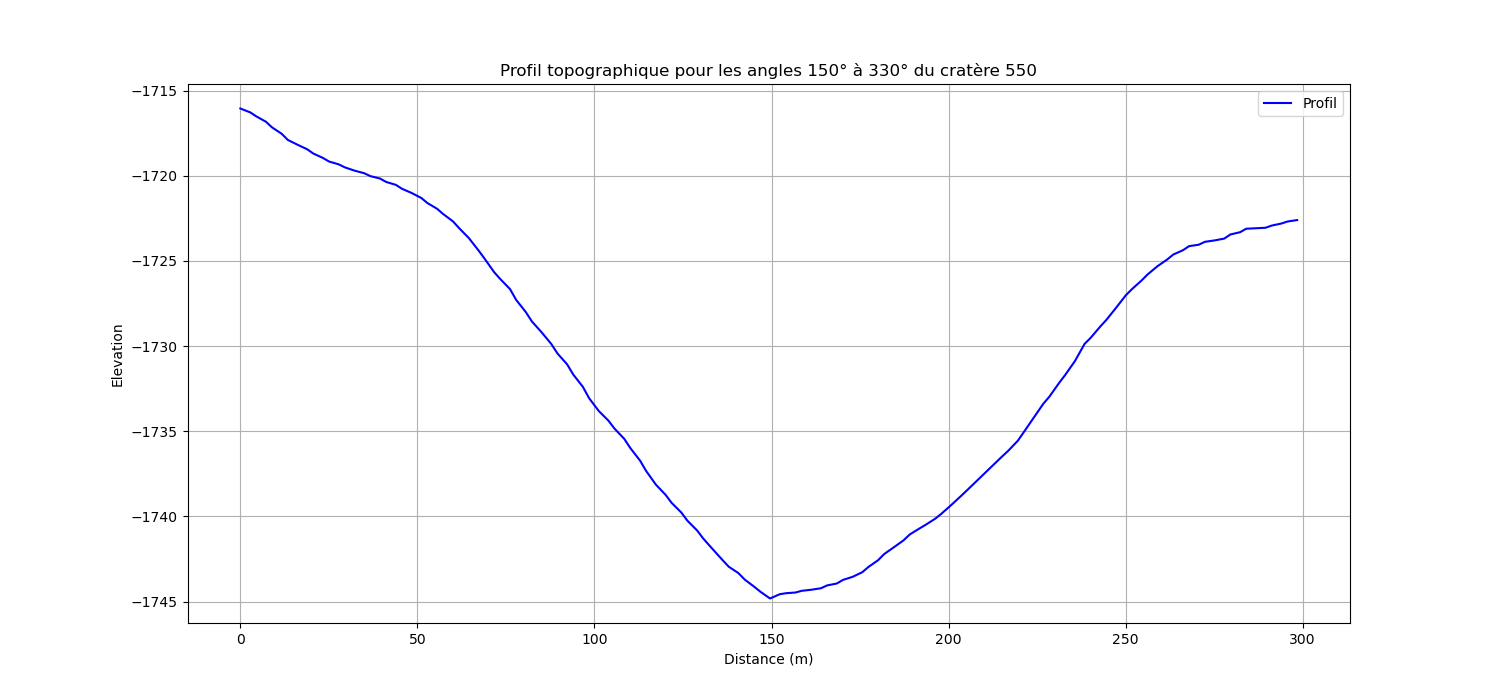 Profil topographique pour les angles 150° à 330° du cratère 550
Profil
−1715
−1720
−1725
−1730
−1735
−1740
−1745
Elevation
0 50 100 150 200 250 300
Distance (m)